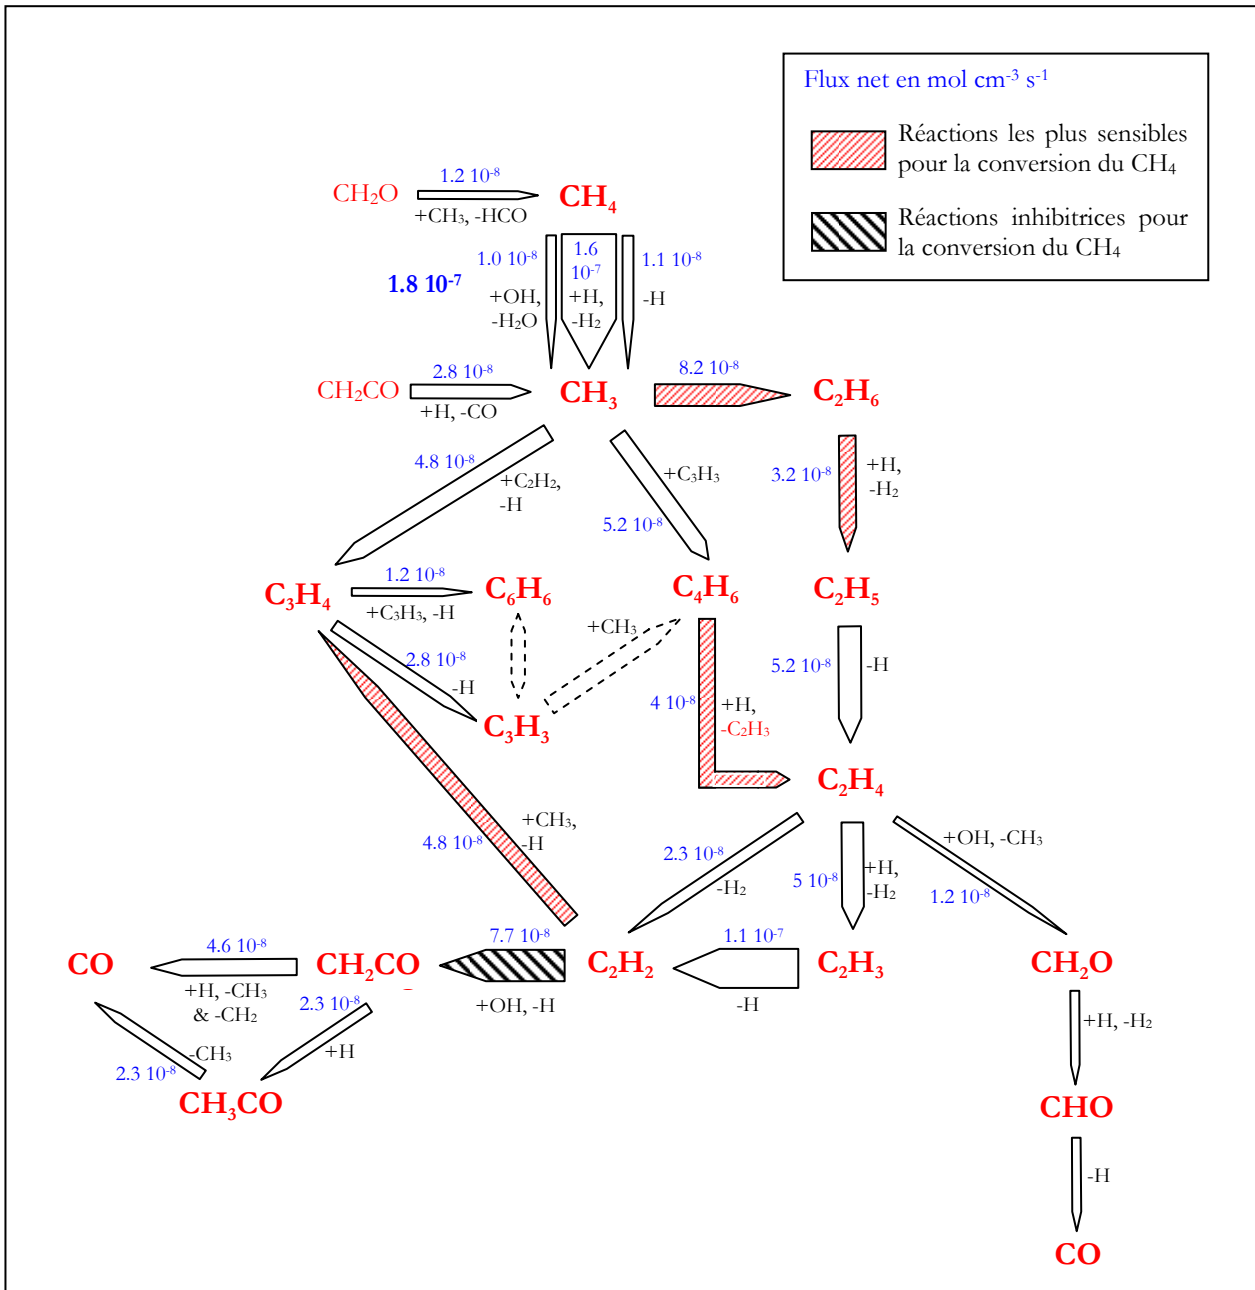 Flux net en mol cm⁻³ s⁻¹
Réactions les plus sensibles
pour la conversion du CH₄
Réactions inhibitrices pour
la conversion du CH₄
CH₂O
1.2 10⁻⁸
+CH₃, -HCO
CH₄
1.8 10⁻⁷
1.0 10⁻⁸
+OH,
-H₂O
1.6
10⁻⁷
+H,
-H₂
1.1 10⁻⁸
-H
CH₂CO
2.8 10⁻⁸
+H, -CO
CH₃
8.2 10⁻⁸
C₂H₆
4.8 10⁻⁸
+C₂H₂,
-H
+C₃H₃
5.2 10⁻⁸
3.2 10⁻⁸
+H,
-H₂
C₃H₄
1.2 10⁻⁸
+C₃H₃, -H
C₆H₆
C₄H₆
C₂H₅
2.8 10⁻⁸
-H
+CH₃
C₃H₃
4 10⁻⁸
+H,
-C₂H₃
5.2 10⁻⁸
-H
C₂H₄
4.8 10⁻⁸
+CH₃,
-H
2.3 10⁻⁸
-H₂
5 10⁻⁸
+H,
-H₂
+OH, -CH₃
1.2 10⁻⁸
CO
4.6 10⁻⁸
+H, -CH₃
& -CH₂
CH₂CO
7.7 10⁻⁸
+OH, -H
C₂H₂
1.1 10⁻⁷
-H
C₂H₃
CH₂O
2.3 10⁻⁸
+H
-CH₃
2.3 10⁻⁸
CH₃CO
+H, -H₂
CHO
-H
CO